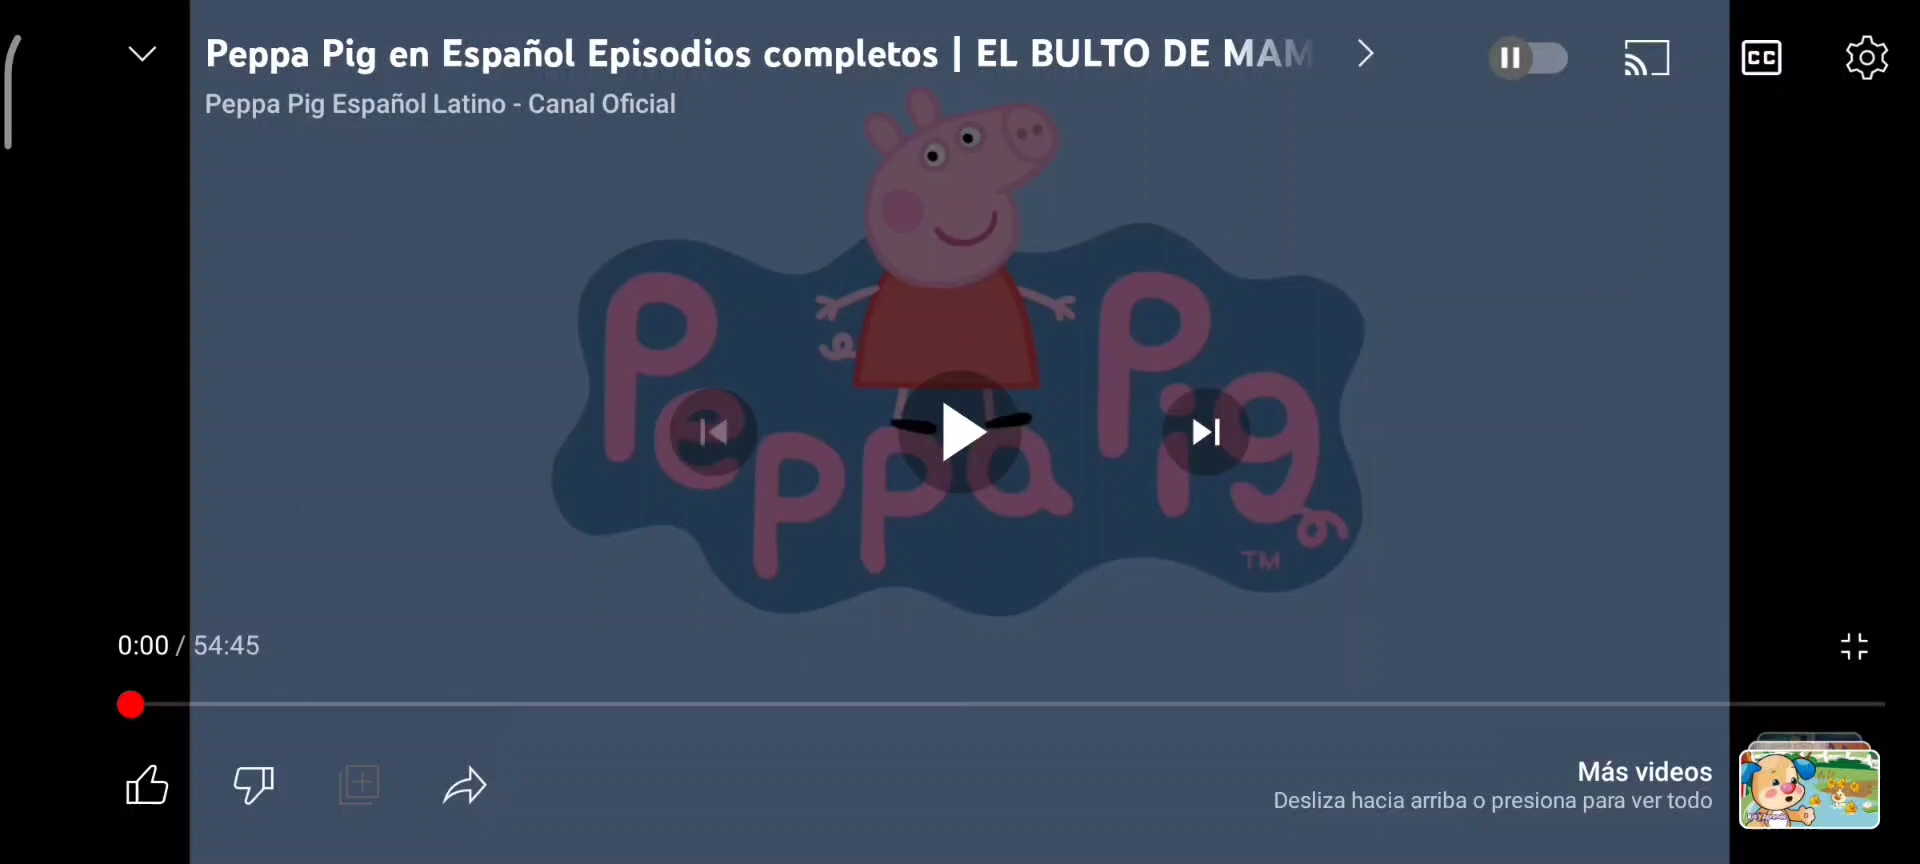 Peppa Pig en Español Episodios completos | EL BULTO DE MAM
Peppa Pig Español Latino - Canal Oficial
CC
Peppa Pig
TM
0:00 / 54:45
Más videos
Desliza hacia arriba o presiona para ver todo